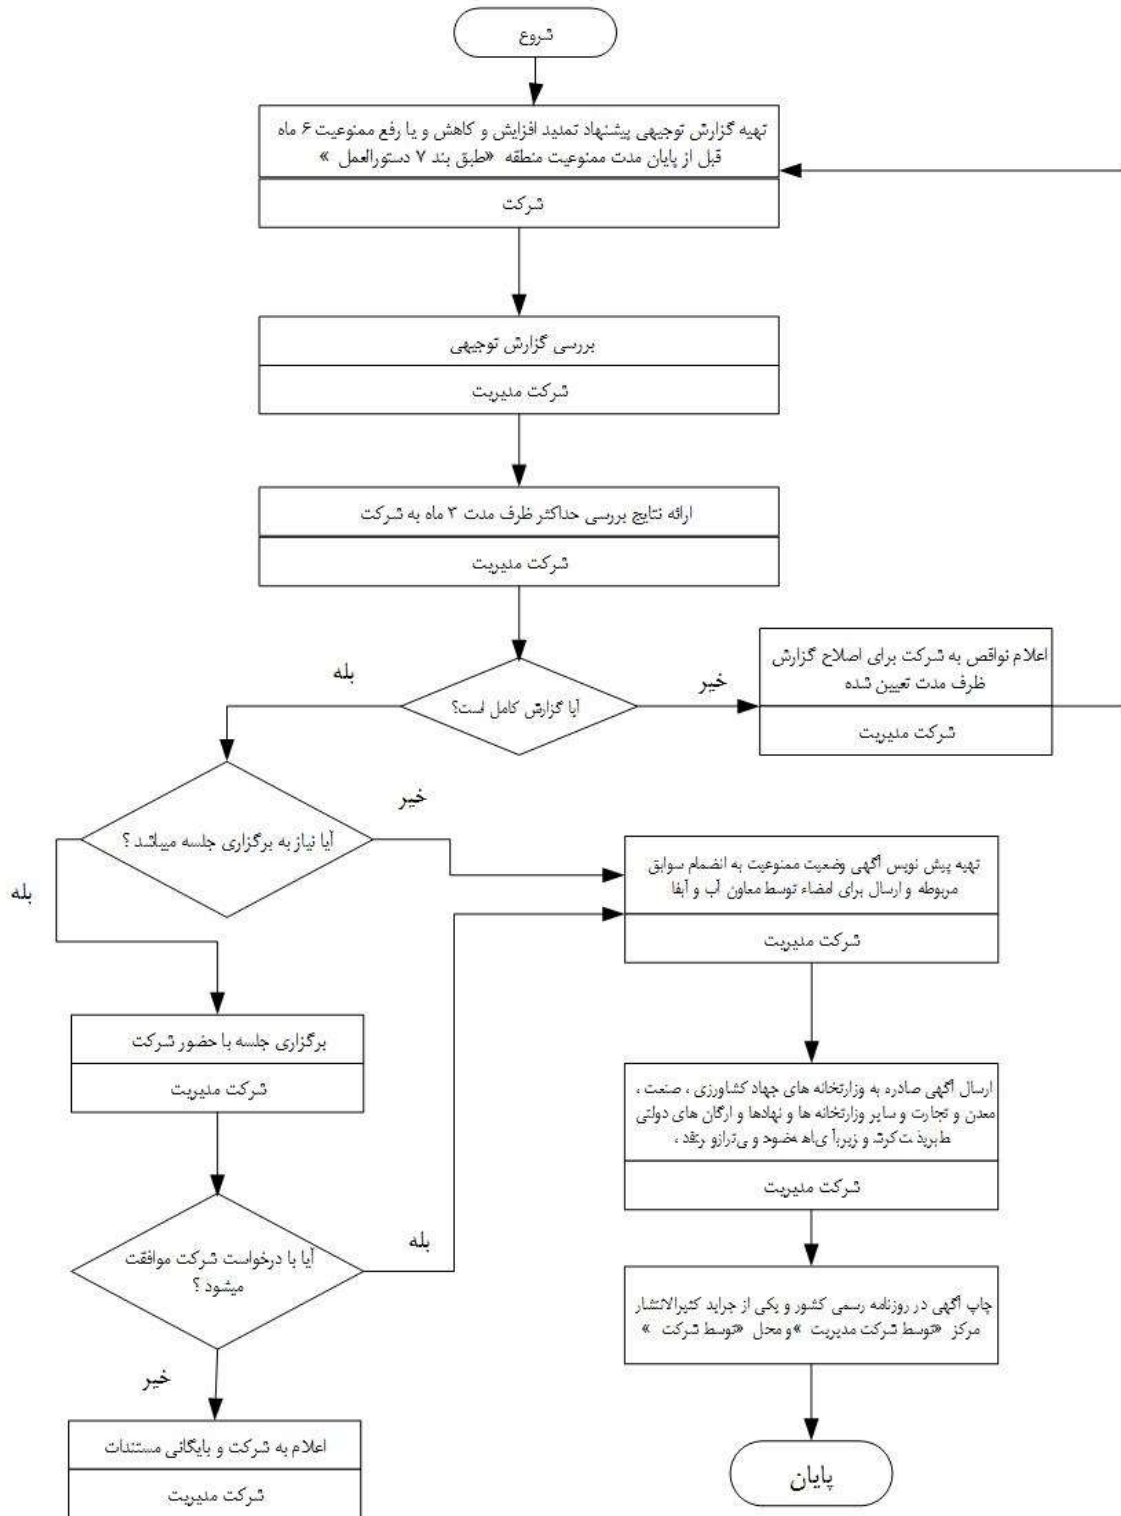 شروع
تهیه گزارش توجیهی پیشنهاد تمدید افزایش و کاهش و یا رفع ممنوعیت ۶ ماه
قبل از پایان مدت ممنوعیت منطقه «طبق بند ۷ دستورالعمل »
شرکت
بررسی گزارش توجیهی
شرکت مدیریت
ارائه نتایج بررسی حداکثر ظرف مدت ۳ ماه به شرکت
شرکت مدیریت
آیا گزارش کامل است؟
بله
خیر
اعلام نواقص به شرکت برای اصلاح گزارش
ظرف مدت تعیین شده
شرکت مدیریت
آیا نیاز به برگزاری جلسه میباشد ؟
خیر
بله
تهیه پیش نویس آگهی وضعیت ممنوعیت به انضمام سوابق
مربوطه و ارسال برای امضاء توسط معاون آب و آبفا
شرکت مدیریت
برگزاری جلسه با حضور شرکت
شرکت مدیریت
ارسال آگهی صادره به وزارتخانه های جهاد کشاورزی ، صنعت ،
معدن و تجارت و سایر وزارتخانه ها و نهادها و ارگان های دولتی
شرکت مدیریت
آیا با درخواست شرکت موافقت
میشود ؟
بله
خیر
چاپ آگهی در روزنامه رسمی کشور و یکی از جراید کثیرالانتشار
مرکز «توسط شرکت مدیریت »و محل «توسط شرکت »
اعلام به شرکت و بایگانی مستندات
شرکت مدیریت
پایان